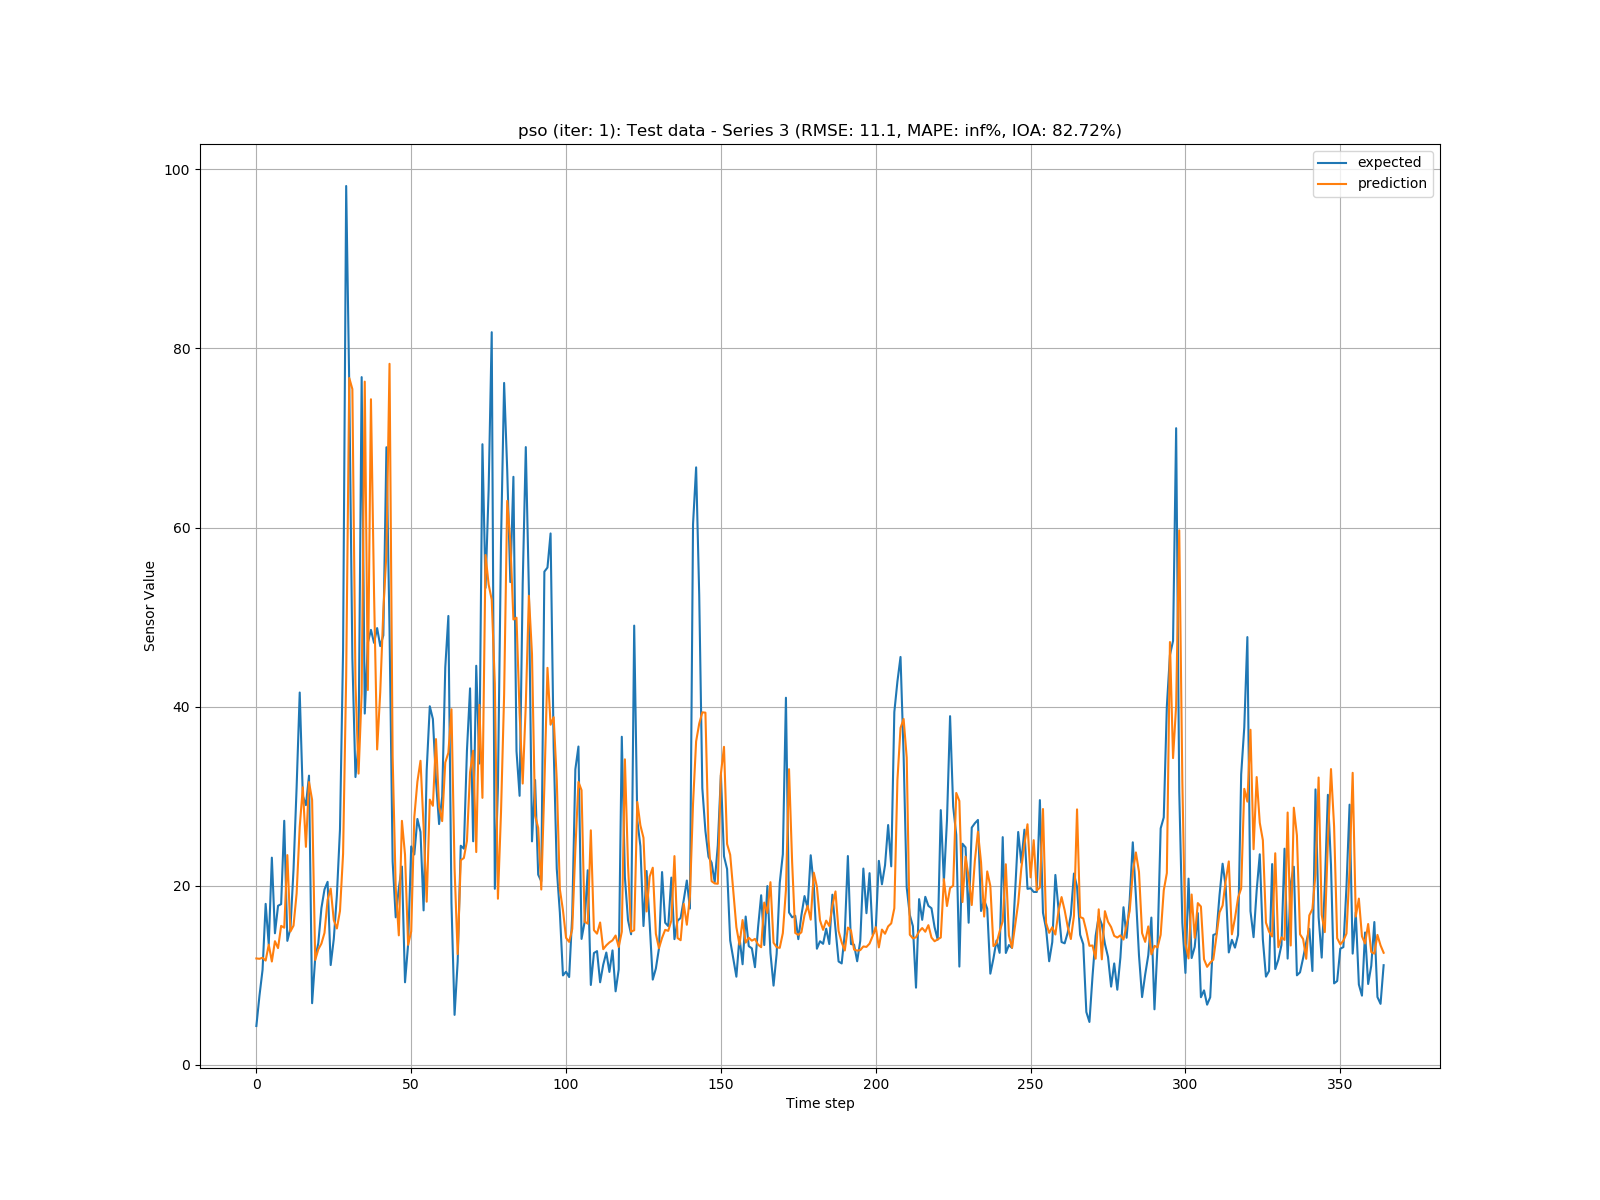 pso (iter: 1): Test data - Series 3 (RMSE: 11.1, MAPE: inf%, IOA: 82.72%)
expected
prediction
100
80
60
40
20
0
Sensor Value
0 50 100 150 200 250 300 350
Time step